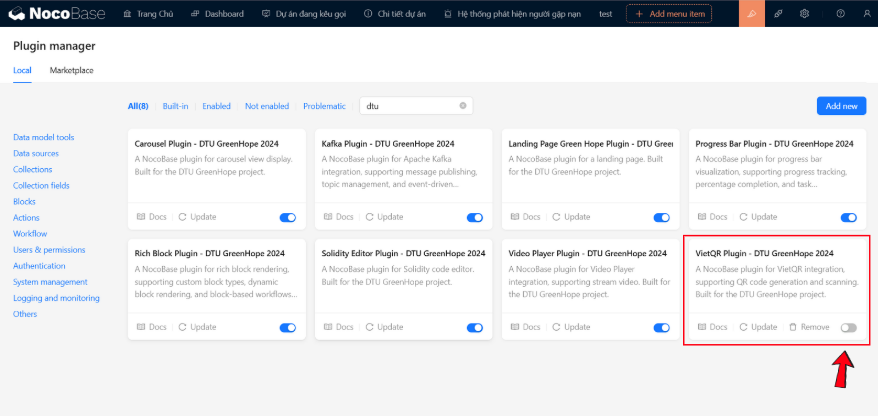 NocoBase
Trang Chủ
Dashboard
Dự án đang kêu gọi
Chi tiết dự án
Hệ thống phát hiện người gặp nạn
test
+ Add menu item
Plugin manager
Local
Marketplace
All(8)
Built-in
Enabled
Not enabled
Problematic
dtu
Add new
Data model tools
Data sources
Collections
Collection fields
Blocks
Actions
Workflow
Users & permissions
Authentication
System management
Logging and monitoring
Others
Carousel Plugin - DTU GreenHope 2024
A NocoBase plugin for carousel view display.
Built for the DTU GreenHope project.
Docs
Update
Kafka Plugin - DTU GreenHope 2024
A NocoBase plugin for Apache Kafka
integration, supporting message publishing,
topic management, and event-driven...
Docs
Update
Landing Page Green Hope Plugin - DTU Green
A NocoBase plugin for a landing page. Built
for the DTU GreenHope project.
Docs
Update
Progress Bar Plugin - DTU GreenHope 2024
A NocoBase plugin for progress bar
visualization, supporting progress tracking,
percentage completion, and task...
Docs
Update
Rich Block Plugin - DTU GreenHope 2024
A NocoBase plugin for rich block rendering,
supporting custom block types, dynamic
block rendering, and block-based workflows...
Docs
Update
Solidity Editor Plugin - DTU GreenHope 2024
A NocoBase plugin for Solidity code editor.
Built for the DTU GreenHope project.
Docs
Update
Video Player Plugin - DTU GreenHope 2024
A NocoBase plugin for Video Player
integration, supporting stream video. Built for
the DTU GreenHope project.
Docs
Update
VietQR Plugin - DTU GreenHope 2024
A NocoBase plugin for VietQR integration,
supporting QR code generation and scanning.
Built for the DTU GreenHope project.
Docs
Update
Remove